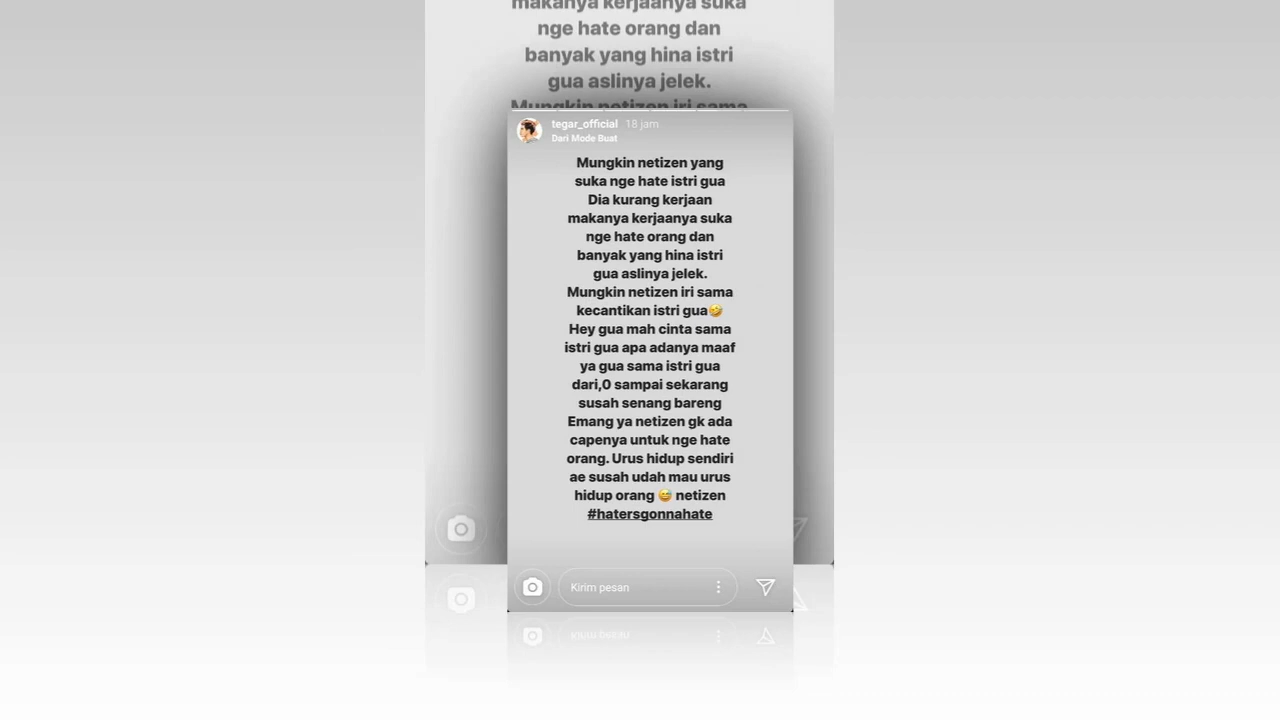 makanya kerjaanya suka
nge hate orang dan
banyak yang hina istri
gua aslinya jelek.
Mungkin netizen iri sama
tegar_official 18 jam
Dari Mode Buat
Mungkin netizen yang
suka nge hate istri gua
Dia kurang kerjaan
makanya kerjaanya suka
nge hate orang dan
banyak yang hina istri
gua aslinya jelek.
Mungkin netizen iri sama
kecantikan istri gua🤣
Hey gua mah cinta sama
istri gua apa adanya maaf
ya gua sama istri gua
dari,0 sampai sekarang
susah senang bareng
Emang ya netizen gk ada
capenya untuk nge hate
orang. Urus hidup sendiri
ae susah udah mau urus
hidup orang 😅 netizen
#hatersgonnahate
Kirim pesan